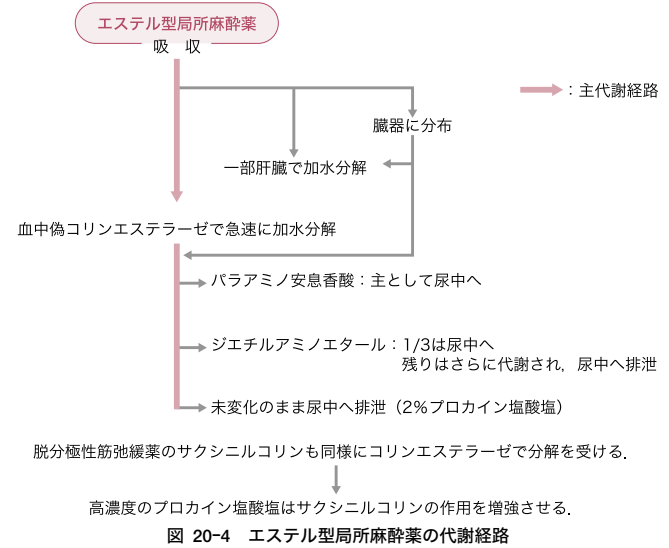 エステル型局所麻酔薬
吸　収
：主代謝経路
臓器に分布
一部肝臓で加水分解
血中偽コリンエステラーゼで急速に加水分解
パラアミノ安息香酸：主として尿中へ
ジエチルアミノエタール：1/3は尿中へ
残りはさらに代謝され，尿中へ排泄
未変化のまま尿中へ排泄（2％プロカイン塩酸塩）
脱分極性筋弛緩薬のサクシニルコリンも同様にコリンエステラーゼで分解を受ける．
高濃度のプロカイン塩酸塩はサクシニルコリンの作用を増強させる．
図 20-4　エステル型局所麻酔薬の代謝経路